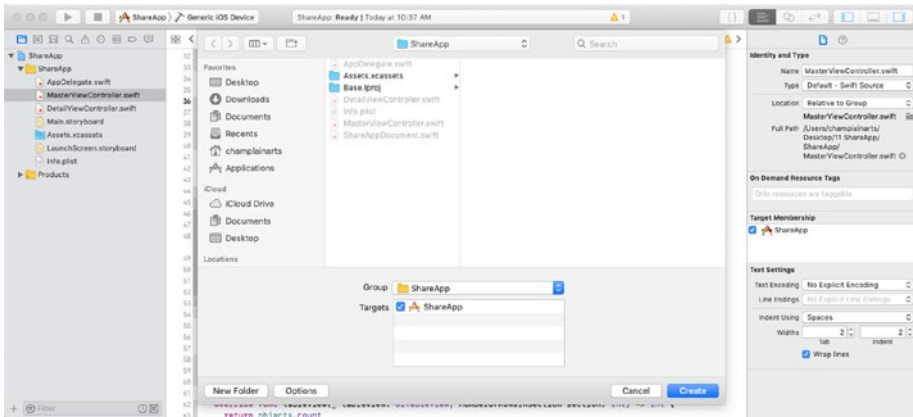 ShareApp
Generic iOS Device
ShareApp: Ready | Today at 10:37 AM
1
ShareApp
ShareApp
AppDelegate.swift
MasterViewController.swift
DetailViewController.swift
Main.storyboard
Assets.xcassets
LaunchScreen.storyboard
Info.plist
Products
Filter
ShareApp
Search
Favorites
Desktop
Downloads
Documents
Recents
champlainarts
Applications
iCloud
iCloud Drive
Documents
Desktop
Locations
AppDelegate.swift
Assets.xcassets
Base.lproj
DetailViewController.swift
Info.plist
MasterViewController.swift
ShareAppDocument.swift
Group ShareApp
Targets ShareApp
New Folder Options Cancel Create
return objects.count
Identity and Type
Name MasterViewController.swift
Type Default - Swift Source
Location Relative to Group
MasterViewController.swift
Full Path /Users/champlainarts/
Desktop/11 ShareApp/
ShareApp/
MasterViewController.swift
On Demand Resource Tags
Only resources are taggable
Target Membership
ShareApp
Text Settings
Text Encoding No Explicit Encoding
Line Endings No Explicit Line Endings
Indent Using Spaces
Widths 2 2
Tab Indent
Wrap lines